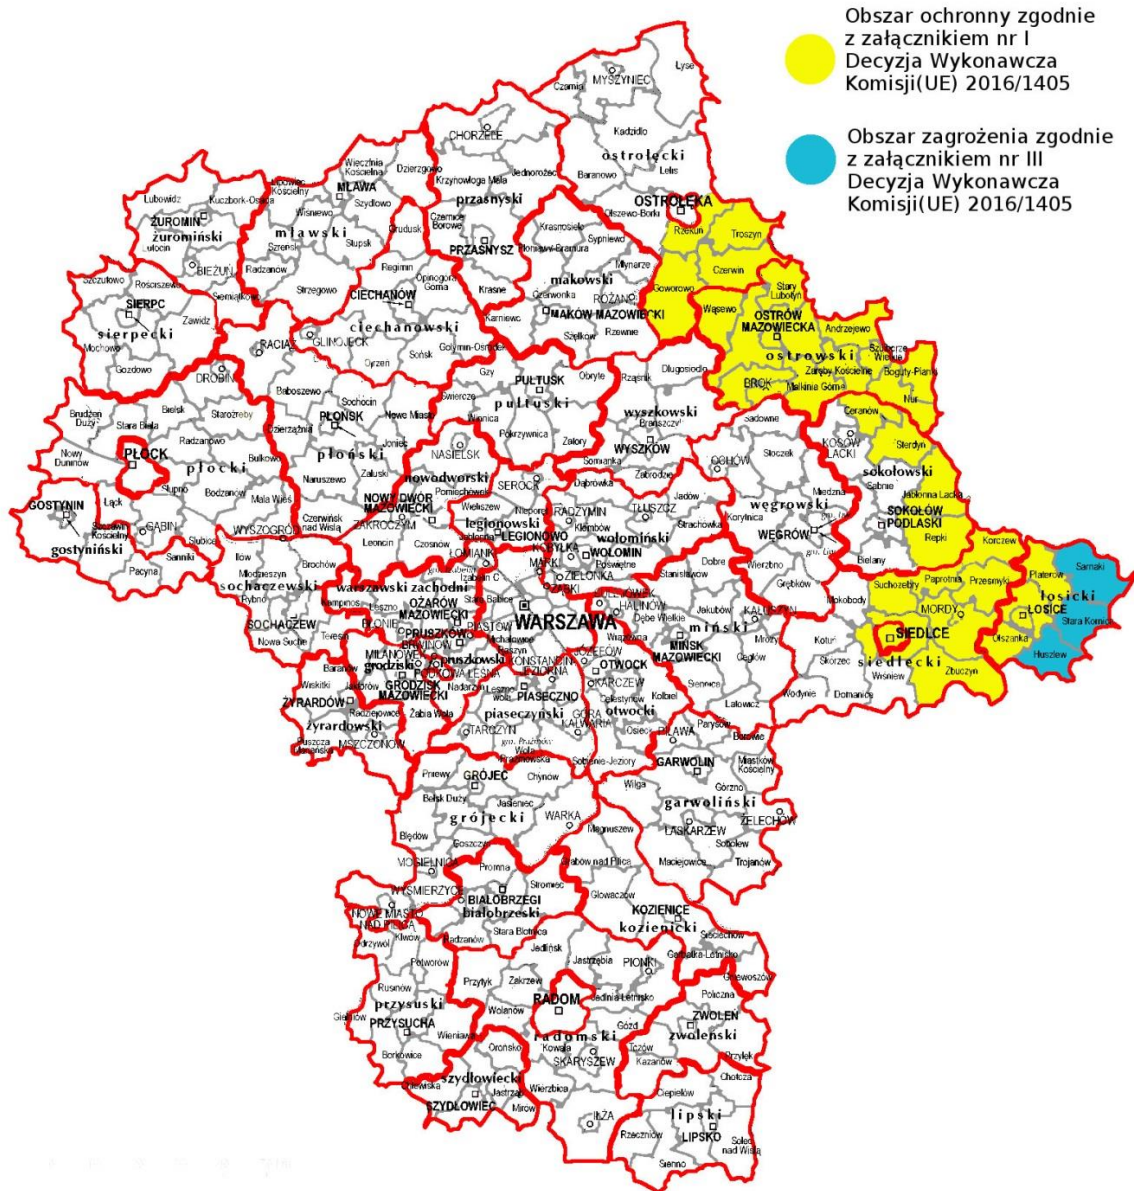 Obszar ochronny zgodnie
z załącznikiem nr I
Decyzja Wykonawcza
Komisji(UE) 2016/1405
Obszar zagrożenia zgodnie
z załącznikiem nr III
Decyzja Wykonawcza
Komisji(UE) 2016/1405
Łyse
MYSZYNIEC
Czarnia
CHORZELE
Kadzidło
ostrołęcki
Lelis
Baranowo
Jednorożec
Krzynowłoga Mała
przasnyski
Dzierzgowo
Wieczfnia
Kościelna
MŁAWA
Lipowiec
Kościelny
Szydłowo
Wiśniewo
mławski
Stupsk
Szreńsk
Radzanów
Strzegowo
Lubowidz
Kuczbork-Osada
ŻUROMIN
żuromiński
Lutocin
BIEŻUŃ
Siemiątkowo
OSTROŁĘKA
Olszewo-Borki
Rzekuń
Troszyn
Czerwin
Goworowo
Czernice
Borowe
PRZASNYSZ
Krasne
Krasnosielc
Sypniewo
Płoniawy-Bramura
Młynarze
makowski
Czerwonka
RÓŻAN
MAKÓW MAZOWIECKI
Karniewo
Rzewnie
Szelków
Grudusk
Regimin
Opinogóra
Górna
CIECHANÓW
ciechanowski
GLINOJECK
Gołymin-Ośrodek
Ojrzeń
Sońsk
Szczutowo
Rościszewo
SIERPC
sierpecki
Zawidz
Mochowo
Gozdowo
Wąsewo
Stary
Lubotyń
OSTRÓW
MAZOWIECKA
Andrzejewo
ostrowski
Szulborze
Wielkie
Zaręby Kościelne
Boguty-Pianki
BROK
Małkinia Górna
Nur
RACIĄŻ
Baboszewo
Sochocin
PŁOŃSK
Nowe Miasto
Dzierzążnia
Joniec
płoński
Załuski
Naruszewo
Czerwińsk
nad Wisłą
DROBIN
Bielsk
Staroźreby
Brudzeń
Duży
Stara Biała
Radzanowo
PŁOCK
Nowy
Duninów
płocki
Bulkowo
Słupno
Bodzanów
Mała Wieś
Łąck
GĄBIN
WYSZOGRÓD
Słubice
GOSTYNIN
gostyniński
Szczawin
Kościelny
Sanniki
Pacyna
Gzy
PUŁTUSK
Obryte
pułtuski
Świercze
Winnica
Pokrzywnica
Zatory
Rząśnik
Długosiodło
wyszkowski
Brańszczyk
WYSZKÓW
Somianka
Zabrodzie
NASIELSK
nowodworski
Pomiechówek
NOWY DWÓR
MAZOWIECKI
ZAKROCZYM
Leoncin
Czosnów
SEROCK
Wieliszew
Nieporęt
legionowski
Jabłonna
LEGIONOWO
ŁOMIANKI
Sadowne
ŁOCHÓW
Stoczek
węgrowski
Miedzna
Korytnica
WĘGRÓW
Wierzbno
Grębków
Ceranów
KOSÓW
LACKI
Sterdyń
sokołowski
Sabnie
Jabłonna Lacka
SOKOŁÓW
PODLASKI
Repki
Bielany
Dąbrówka
Jadów
RADZYMIN
TŁUSZCZ
Klembów
Strachówka
wołomiński
KOBYŁKA
WOŁOMIN
Poświętne
MARKI
ZIELONKA
ZĄBKI
Iłów
Brochów
Młodzieszyn
sochaczewski
Rybno
SOCHACZEW
Nowa Sucha
Teresin
warszawski zachodni
Izabelin C
Kampinos
Leszno
OŻARÓW
MAZOWIECKI
Stare Babice
BŁONIE
WARSZAWA
PIASTÓW
PRUSZKÓW
Michałowice
BRWINÓW
Raszyn
MILANÓWEK
grodziski
pruszkowski
PODKOWA LEŚNA
GRODZISK
MAZOWIECKI
Nadarzyn
Baranów
Jaktorów
Żabia Wola
Wiskitki
ŻYRARDÓW
Radziejowice
żyrardowski
MSZCZONÓW
Puszcza
Mariańska
KONSTANCIN
JEZIORNA
PIASECZNO
piaseczyński
GÓRA
KALWARIA
TARCZYN
gm. Prażmów
Wola
Prażmowska
SULEJÓWEK
HALINÓW
Dębe Wielkie
Wiązowna
JÓZEFÓW
OTWOCK
KARCZEW
Celestynów
Kołbiel
otwocki
Osieck
Sobienie-Jeziory
Stanisławów
Dobre
Jakubów
KAŁUSZYN
miński
MIŃSK
MAZOWIECKI
Mrozy
Cegłów
Siennica
Latowicz
Korczew
Suchożebry
Paprotnia
Przesmyki
Mokobody
MORDY
Kotuń
SIEDLCE
siedlecki
Skórzec
Wiśniew
Zbuczyn
Wodynie
Domanice
Platerów
Sarnaki
łosicki
ŁOSICE
Stara Kornica
Olszanka
Huszlew
Parysów
PILAWA
Borowie
Miastków
Kościelny
GARWOLIN
Wilga
Górzno
garwoliński
ŻELECHÓW
ŁASKARZEW
Sobolew
Maciejowice
Trojanów
Pniewy
GRÓJEC
Chynów
Belsk Duży
Jasieniec
grójecki
WARKA
Błędów
Goszczyn
MOGIELNICA
NOWE MIASTO
NAD PILICĄ
Promna
WYŚMIERZYCE
Stromiec
BIAŁOBRZEGI
białobrzeski
Stara Błotnica
Radzanów
Magnuszew
Grabów nad Pilicą
Głowaczów
KOZIENICE
kozienicki
Sieciechów
Garbatka-Letnisko
Gniewoszów
Odrzywół
Klwów
Potworów
Rusinów
przysuski
Gielniów
PRZYSUCHA
Wieniawa
Borkowice
Jedlińsk
Jastrzębia
PIONKI
Przytyk
Zakrzew
RADOM
Jedlnia-Letnisko
Wolanów
Gózd
radomski
Kowala
SKARYSZEW
Wierzbica
IŁŻA
Policzna
ZWOLEŃ
zwoleński
Tczów
Kazanów
Przyłęk
Orońsko
szydłowiecki
Chlewiska
Jastrząb
SZYDŁOWIEC
Mirów
Chotcza
Ciepielów
lipski
LIPSKO
Rzeczniów
Solec
nad Wisłą
Sienno